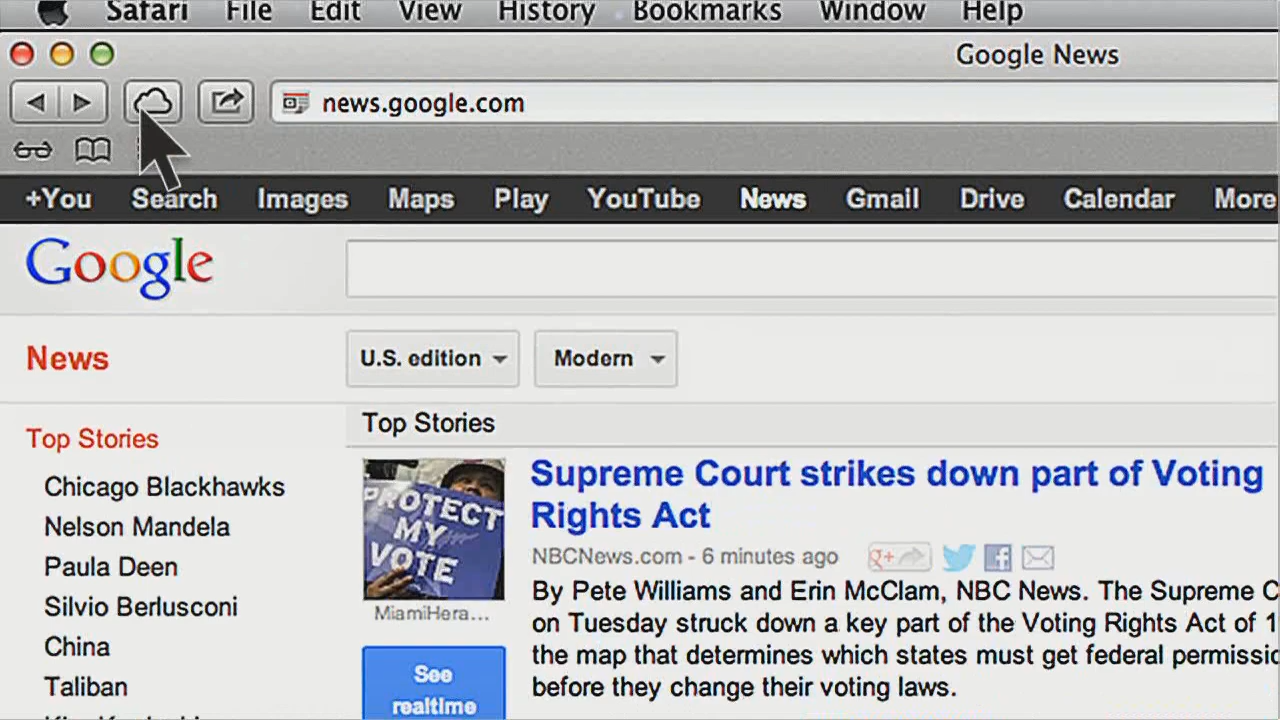 Safari File Edit View History Bookmarks Window Help
Google News
news.google.com
+You Search Images Maps Play YouTube News Gmail Drive Calendar More
Google
News
U.S. edition Modern
Top Stories
Chicago Blackhawks
Nelson Mandela
Paula Deen
Silvio Berlusconi
China
Taliban
Top Stories
PROTECT
MY
VOTE
MiamiHera...
See
realtime
Supreme Court strikes down part of Voting
Rights Act
NBCNews.com - 6 minutes ago
g+
By Pete Williams and Erin McClam, NBC News. The Supreme C
on Tuesday struck down a key part of the Voting Rights Act of 1
the map that determines which states must get federal permissic
before they change their voting laws.